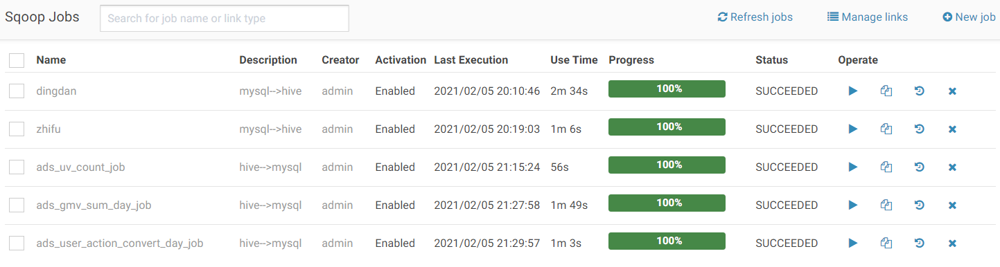 Sqoop Jobs Search for job name or link type Refresh jobs Manage links New job
Name Description Creator Activation Last Execution Use Time Progress Status Operate
dingdan mysql-->hive admin Enabled 2021/02/05 20:10:46 2m 34s 100% SUCCEEDED
zhifu mysql-->hive admin Enabled 2021/02/05 20:19:03 1m 6s 100% SUCCEEDED
ads_uv_count_job hive-->mysql admin Enabled 2021/02/05 21:15:24 56s 100% SUCCEEDED
ads_gmv_sum_day_job hive-->mysql admin Enabled 2021/02/05 21:27:58 1m 49s 100% SUCCEEDED
ads_user_action_convert_day_job hive-->mysql admin Enabled 2021/02/05 21:29:57 1m 3s 100% SUCCEEDED